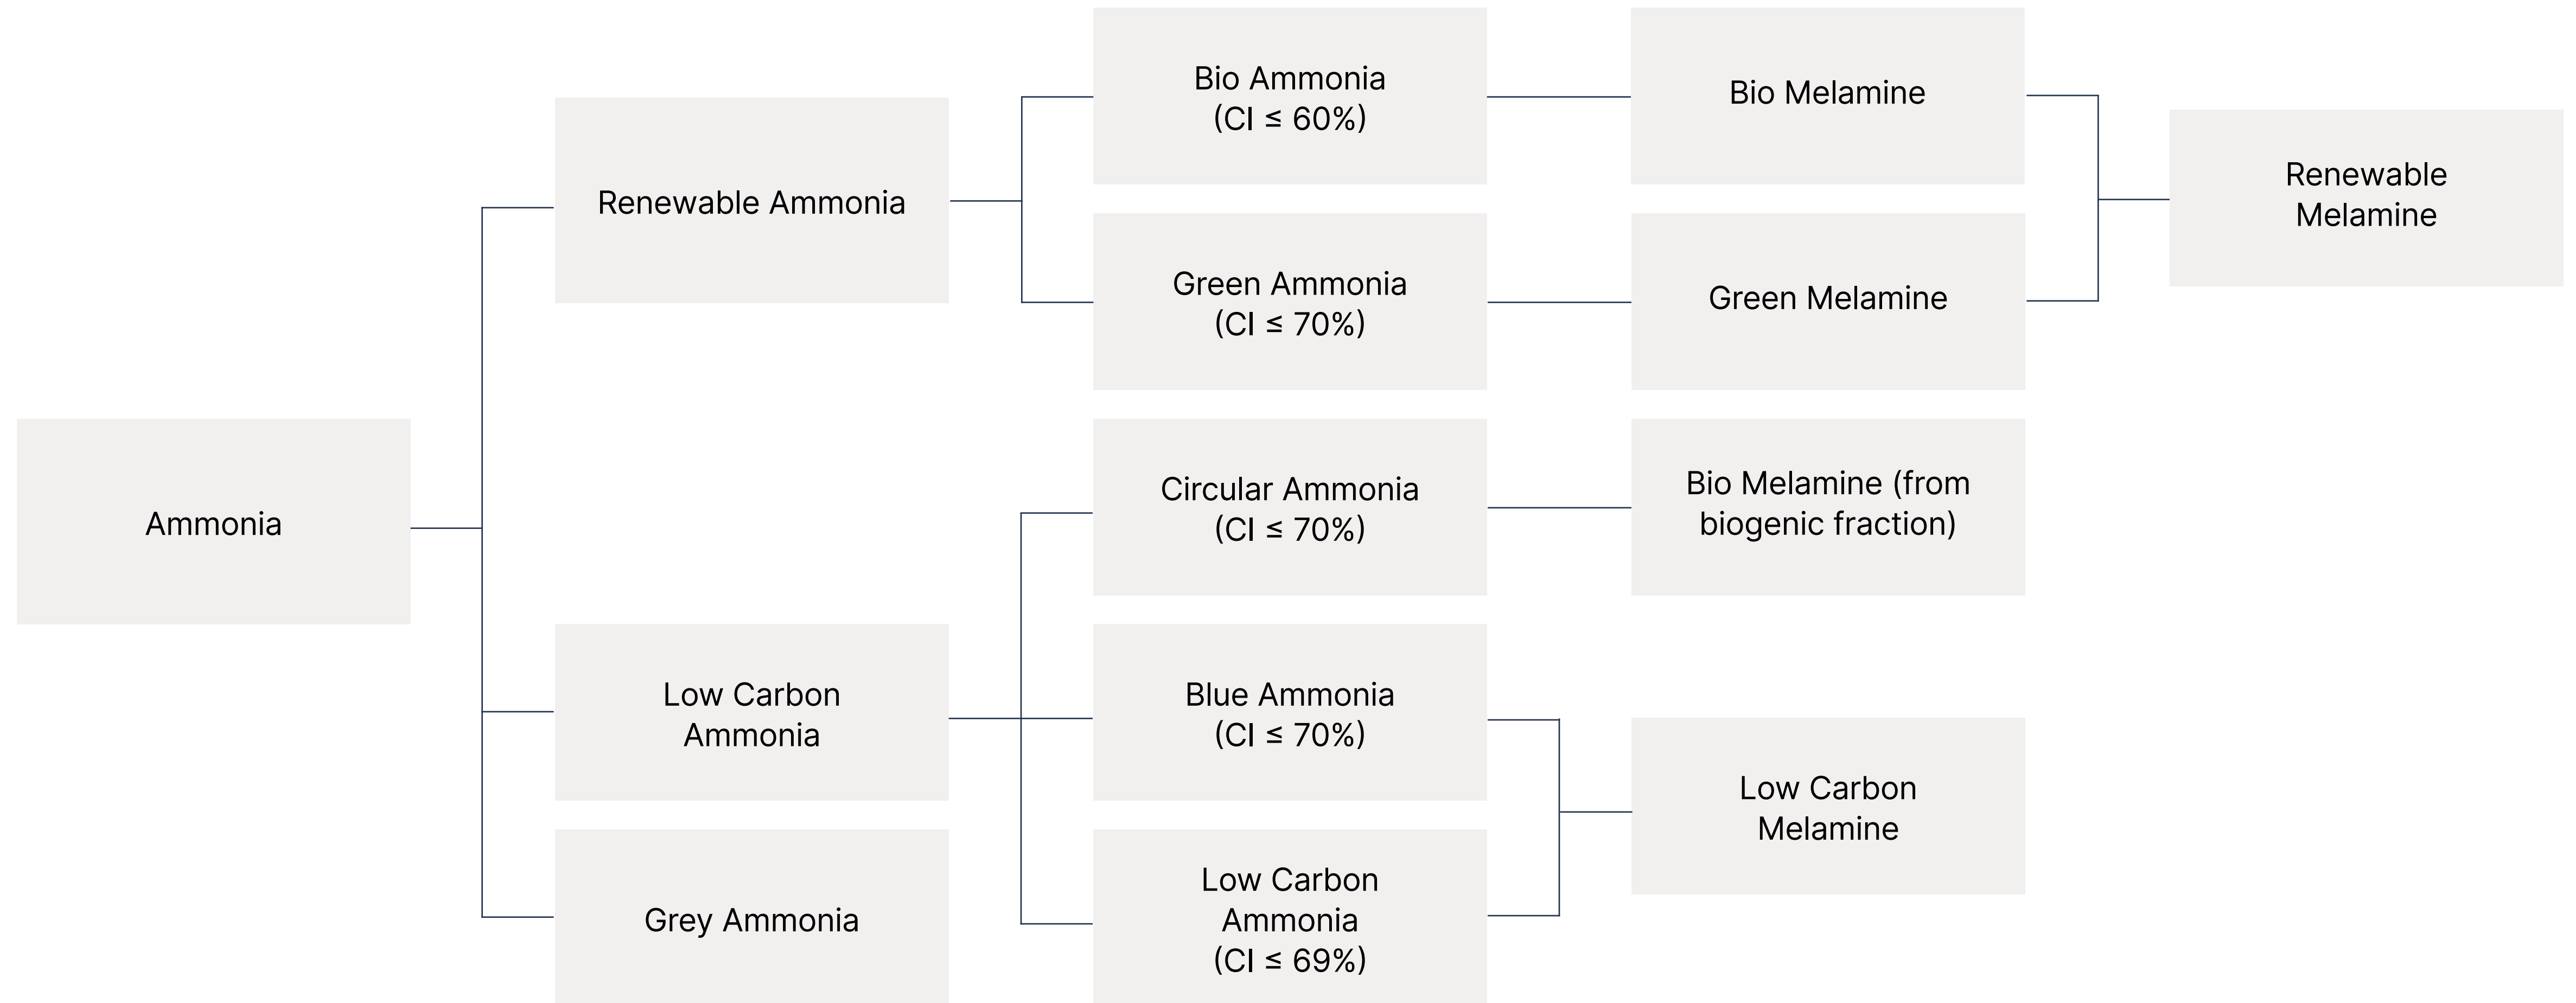 Ammonia
Renewable Ammonia
Low Carbon
Ammonia
Grey Ammonia
Bio Ammonia
(CI ≤ 60%)
Green Ammonia
(CI ≤ 70%)
Circular Ammonia
(CI ≤ 70%)
Blue Ammonia
(CI ≤ 70%)
Low Carbon
Ammonia
(CI ≤ 69%)
Bio Melamine
Green Melamine
Bio Melamine (from
biogenic fraction)
Low Carbon
Melamine
Renewable
Melamine